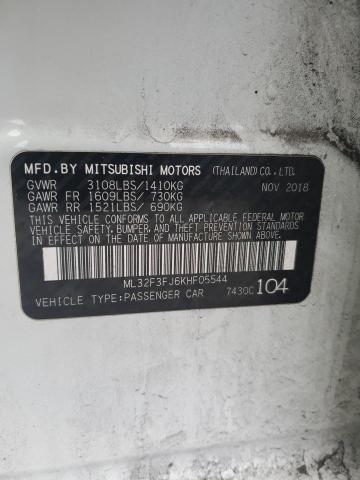 MFD.BY MITSUBISHI MOTORS (THAILAND) CO., LTD.
GVWR 3108LBS/1410KG NOV 2018
GAWR FR 1609LBS/ 730KG
GAWR RR 1521LBS/ 690KG
THIS VEHICLE CONFORMS TO ALL APPLICABLE FEDERAL MOTOR
VEHICLE SAFETY, BUMPER, AND THEFT PREVENTION STANDARDS
IN EFFECT ON THE DATE OF MANUFACTURE SHOWN ABOVE.
ML32F3FJ6KHF05544
VEHICLE TYPE:PASSENGER CAR 7430C 104